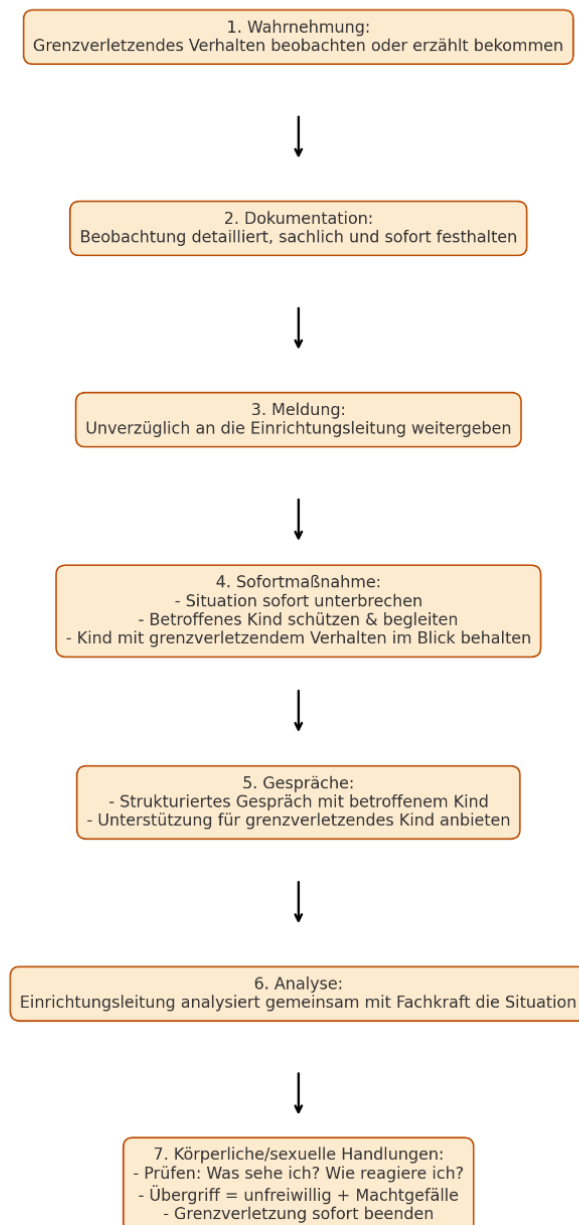 1. Wahrnehmung:
Grenzverletzendes Verhalten beobachten oder erzählt bekommen
2. Dokumentation:
Beobachtung detailliert, sachlich und sofort festhalten
3. Meldung:
Unverzüglich an die Einrichtungsleitung weitergeben
4. Sofortmaßnahme:
- Situation sofort unterbrechen
- Betroffenes Kind schützen & begleiten
- Kind mit grenzverletzendem Verhalten im Blick behalten
5. Gespräche:
- Strukturiertes Gespräch mit betroffenem Kind
- Unterstützung für grenzverletzendes Kind anbieten
6. Analyse:
Einrichtungsleitung analysiert gemeinsam mit Fachkraft die Situation
7. Körperliche/sexuelle Handlungen:
- Prüfen: Was sehe ich? Wie reagiere ich?
- Übergriff = unfreiwillig + Machtgefälle
- Grenzverletzung sofort beenden